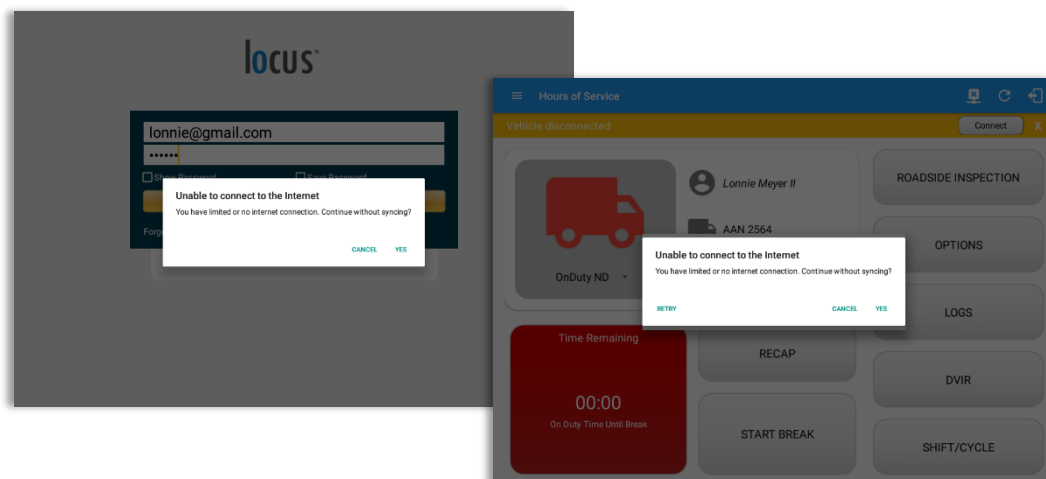 locus™
lonnie@gmail.com
••••••
Show Password Save Password
Unable to connect to the Internet
You have limited or no internet connection. Continue without syncing?
CANCEL YES
Hours of Service
Vehicle disconnected Connect X
Lonnie Meyer II
AAN 2564
OnDuty ND
ROADSIDE INSPECTION
OPTIONS
Unable to connect to the Internet
You have limited or no internet connection. Continue without syncing?
RETRY CANCEL YES
LOGS
Time Remaining
00:00
On Duty Time Until Break
RECAP
DVIR
START BREAK
SHIFT/CYCLE